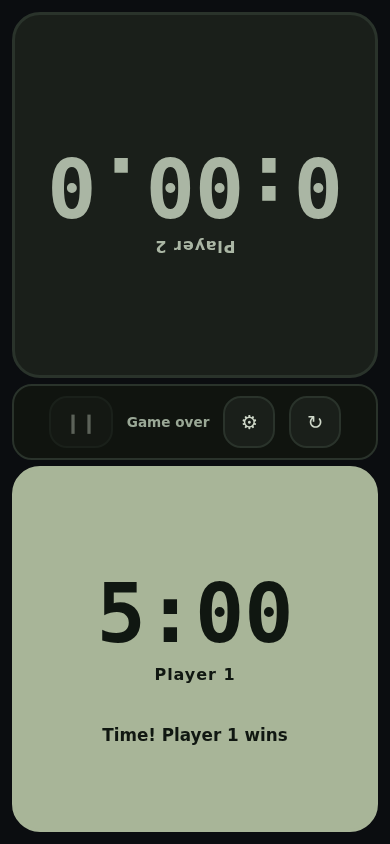 0:00.0
Player 2
❙❙ Game over ⚙ ↻
5:00
Player 1
Time! Player 1 wins